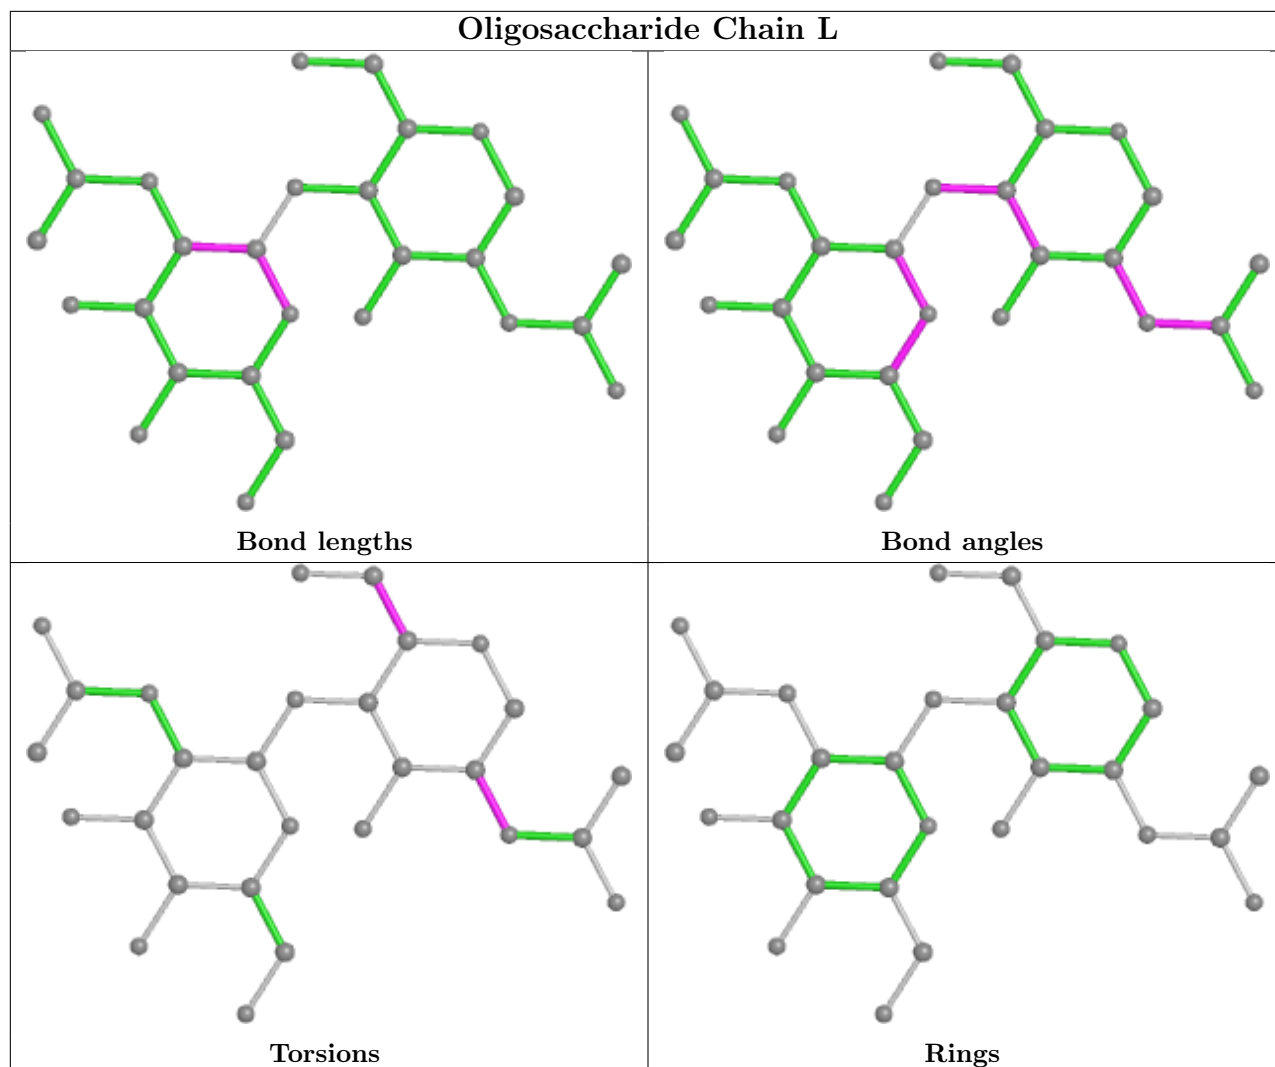 Oligosaccharide Chain L
Bond lengths
Bond angles
Torsions
Rings